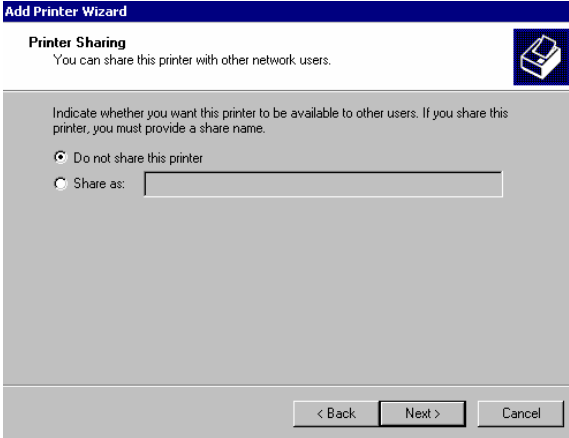 Add Printer Wizard
Printer Sharing
You can share this printer with other network users.
Indicate whether you want this printer to be available to other users. If you share this
printer, you must provide a share name.
Do not share this printer
Share as:
< Back Next > Cancel